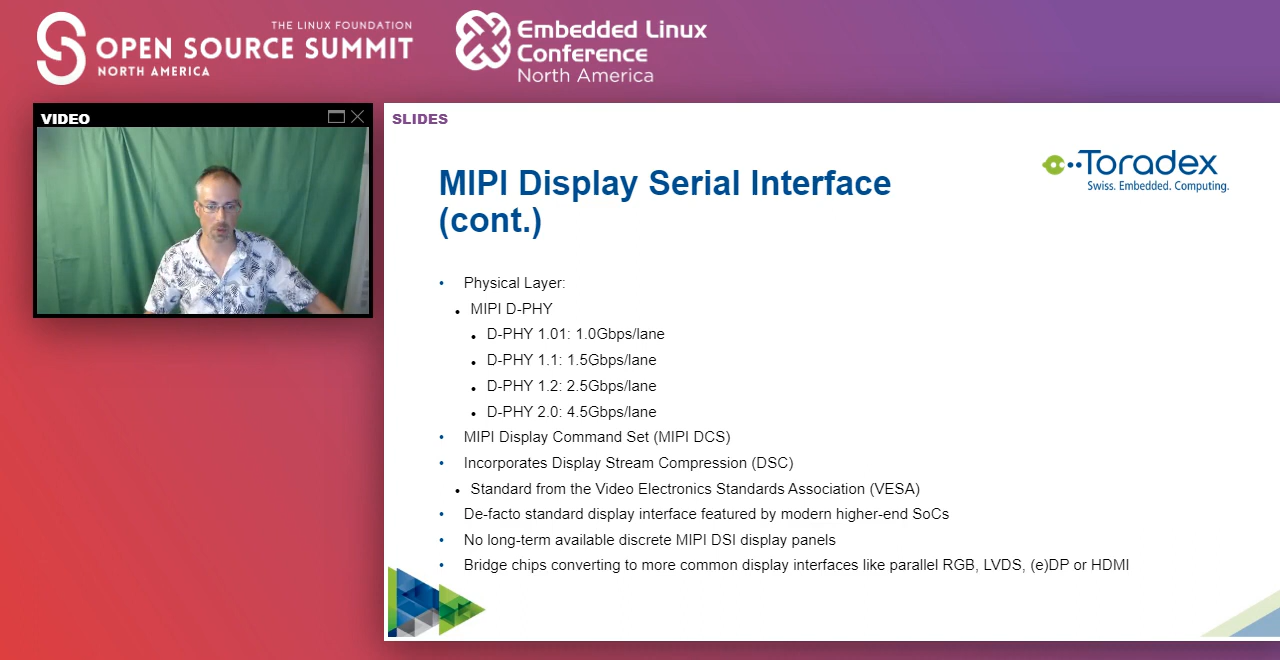 THE LINUX FOUNDATION
OPEN SOURCE SUMMIT
NORTH AMERICA
Embedded Linux
Conference
North America
VIDEO
SLIDES
Toradex
Swiss. Embedded. Computing.
MIPI Display Serial Interface
(cont.)
• Physical Layer:
• MIPI D-PHY
• D-PHY 1.01: 1.0Gbps/lane
• D-PHY 1.1: 1.5Gbps/lane
• D-PHY 1.2: 2.5Gbps/lane
• D-PHY 2.0: 4.5Gbps/lane
• MIPI Display Command Set (MIPI DCS)
• Incorporates Display Stream Compression (DSC)
• Standard from the Video Electronics Standards Association (VESA)
• De-facto standard display interface featured by modern higher-end SoCs
• No long-term available discrete MIPI DSI display panels
• Bridge chips converting to more common display interfaces like parallel RGB, LVDS, (e)DP or HDMI